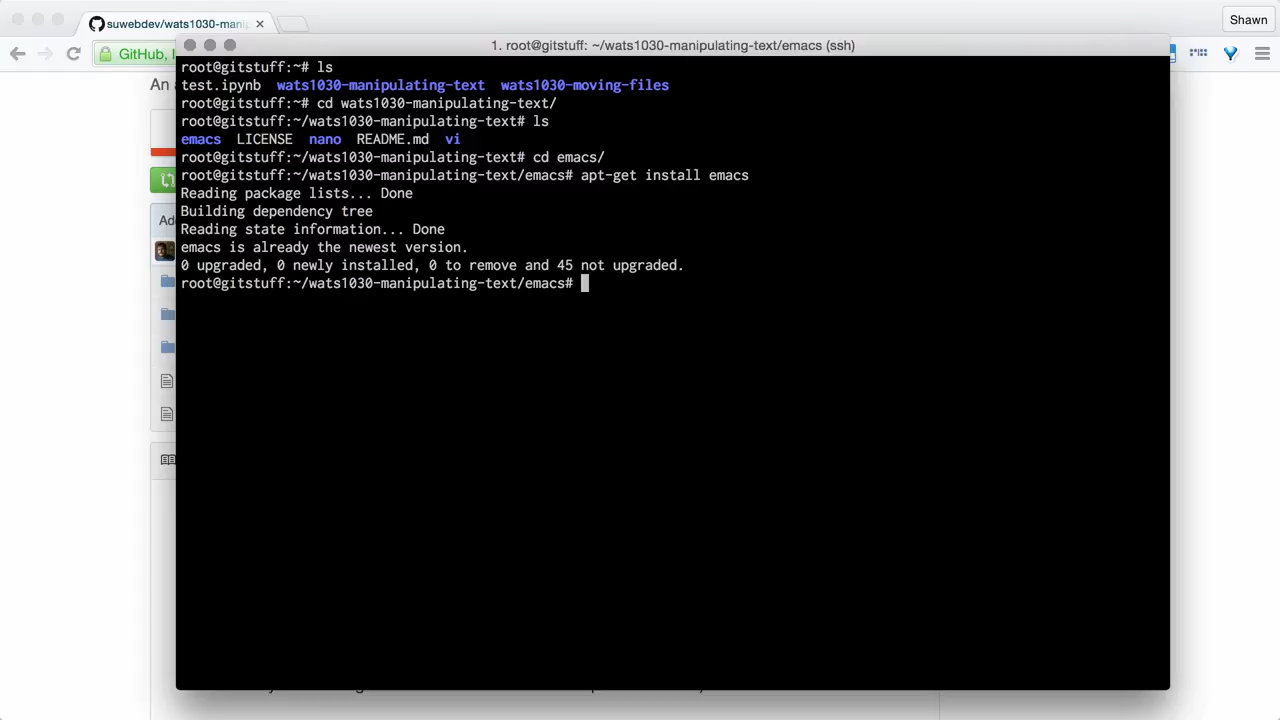 suwebdev/wats1030-mani
Shawn
GitHub, I
1. root@gitstuff: ~/wats1030-manipulating-text/emacs (ssh)
An a
root@gitstuff:~# ls
test.ipynb wats1030-manipulating-text wats1030-moving-files
root@gitstuff:~# cd wats1030-manipulating-text/
root@gitstuff:~/wats1030-manipulating-text# ls
emacs LICENSE nano README.md vi
root@gitstuff:~/wats1030-manipulating-text# cd emacs/
root@gitstuff:~/wats1030-manipulating-text/emacs# apt-get install emacs
Reading package lists... Done
Building dependency tree
Reading state information... Done
emacs is already the newest version.
0 upgraded, 0 newly installed, 0 to remove and 45 not upgraded.
root@gitstuff:~/wats1030-manipulating-text/emacs#